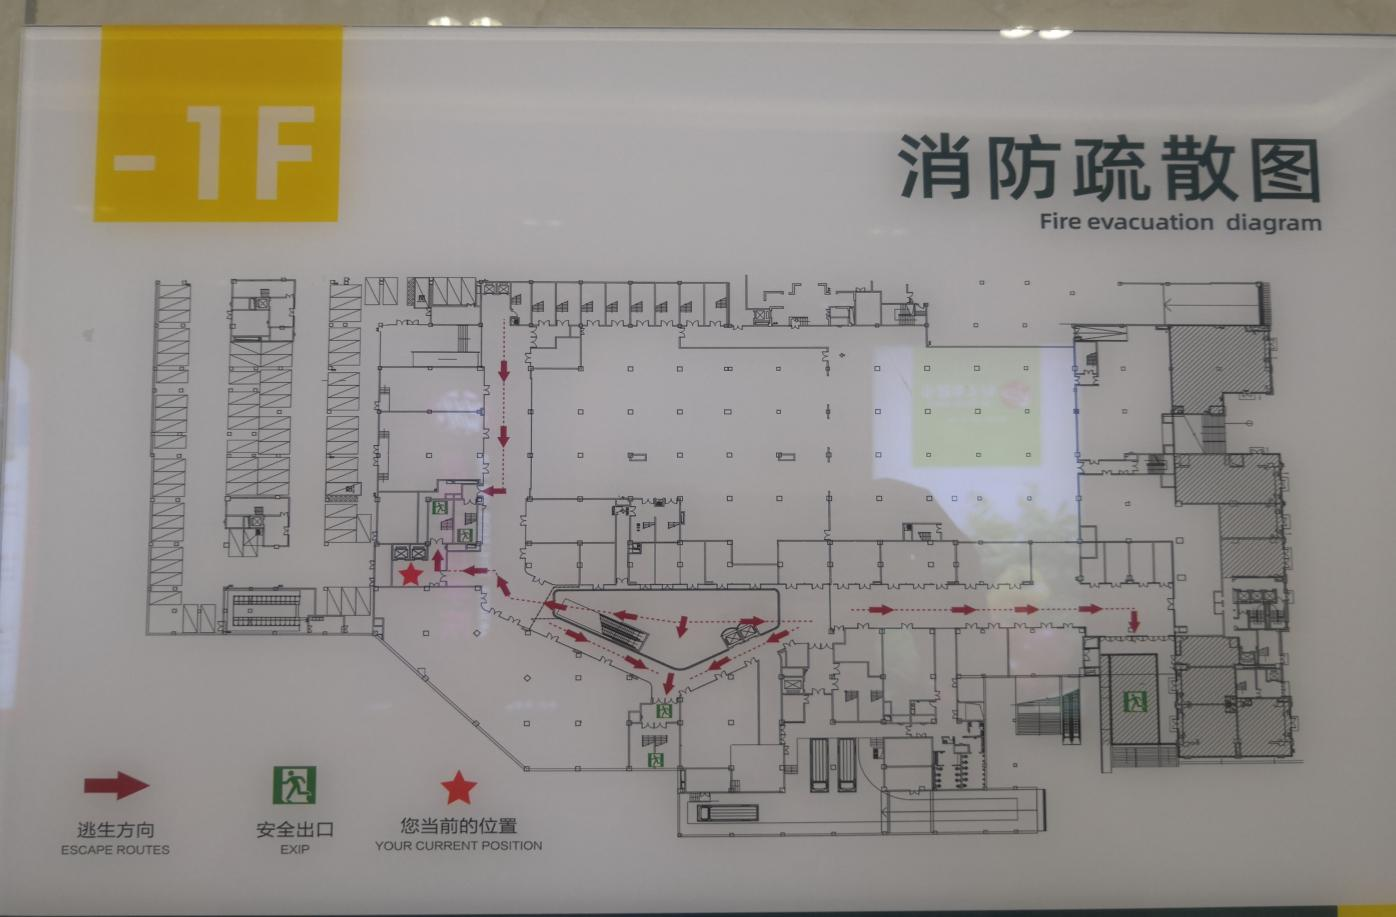 -1F
消防疏散图
Fire evacuation diagram
逃生方向
ESCAPE ROUTES
安全出口
EXIP
您当前的位置
YOUR CURRENT POSITION